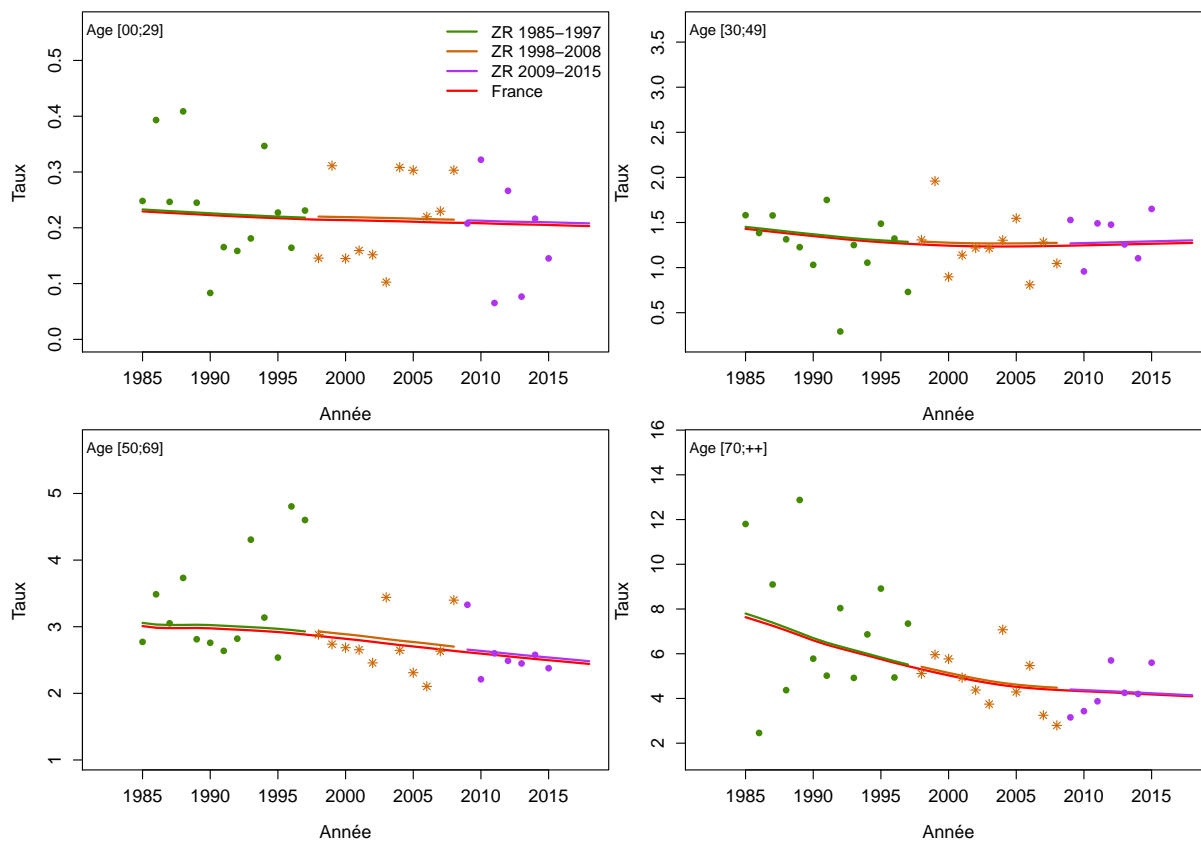 Age [00;29]
ZR 1985−1997
ZR 1998−2008
ZR 2009−2015
France
Taux
0.5
0.4
0.3
0.2
0.1
0.0
1985 1990 1995 2000 2005 2010 2015
Année
Age [30;49]
Taux
3.5
3.0
2.5
2.0
1.5
1.0
0.5
1985 1990 1995 2000 2005 2010 2015
Année
Age [50;69]
Taux
5
4
3
2
1
1985 1990 1995 2000 2005 2010 2015
Année
Age [70;++]
Taux
16
14
12
10
8
6
4
2
1985 1990 1995 2000 2005 2010 2015
Année